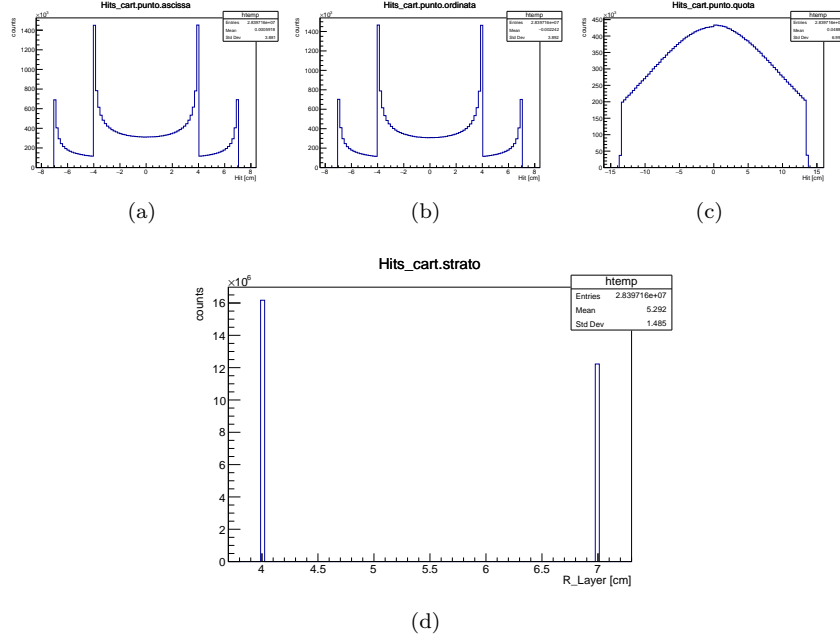 Hits_cart.punto.ascissa
counts
×10³
1400
1200
1000
800
600
400
200
0
−8 −6 −4 −2 0 2 4 6 8
Hit [cm]
htemp
Entries 2.839716e+07
Mean
Std Dev 3.881
(a)
Hits_cart.punto.ordinata
counts
×10³
1400
1200
1000
800
600
400
200
0
−8 −6 −4 −2 0 2 4 6 8
Hit [cm]
htemp
Entries 2.839716e+07
Mean
Std Dev
(b)
Hits_cart.punto.quota
counts
×10³
450
400
350
300
250
200
150
100
50
0
−15 −10 −5 0 5 10 15
Hit [cm]
htemp
Entries
Mean
Std Dev
(c)
Hits_cart.strato
counts
×10⁶
16
14
12
10
8
6
4
2
0
4 4.5 5 5.5 6 6.5 7
R_Layer [cm]
htemp
Entries 2.839716e+07
Mean 5.292
Std Dev 1.485
(d)